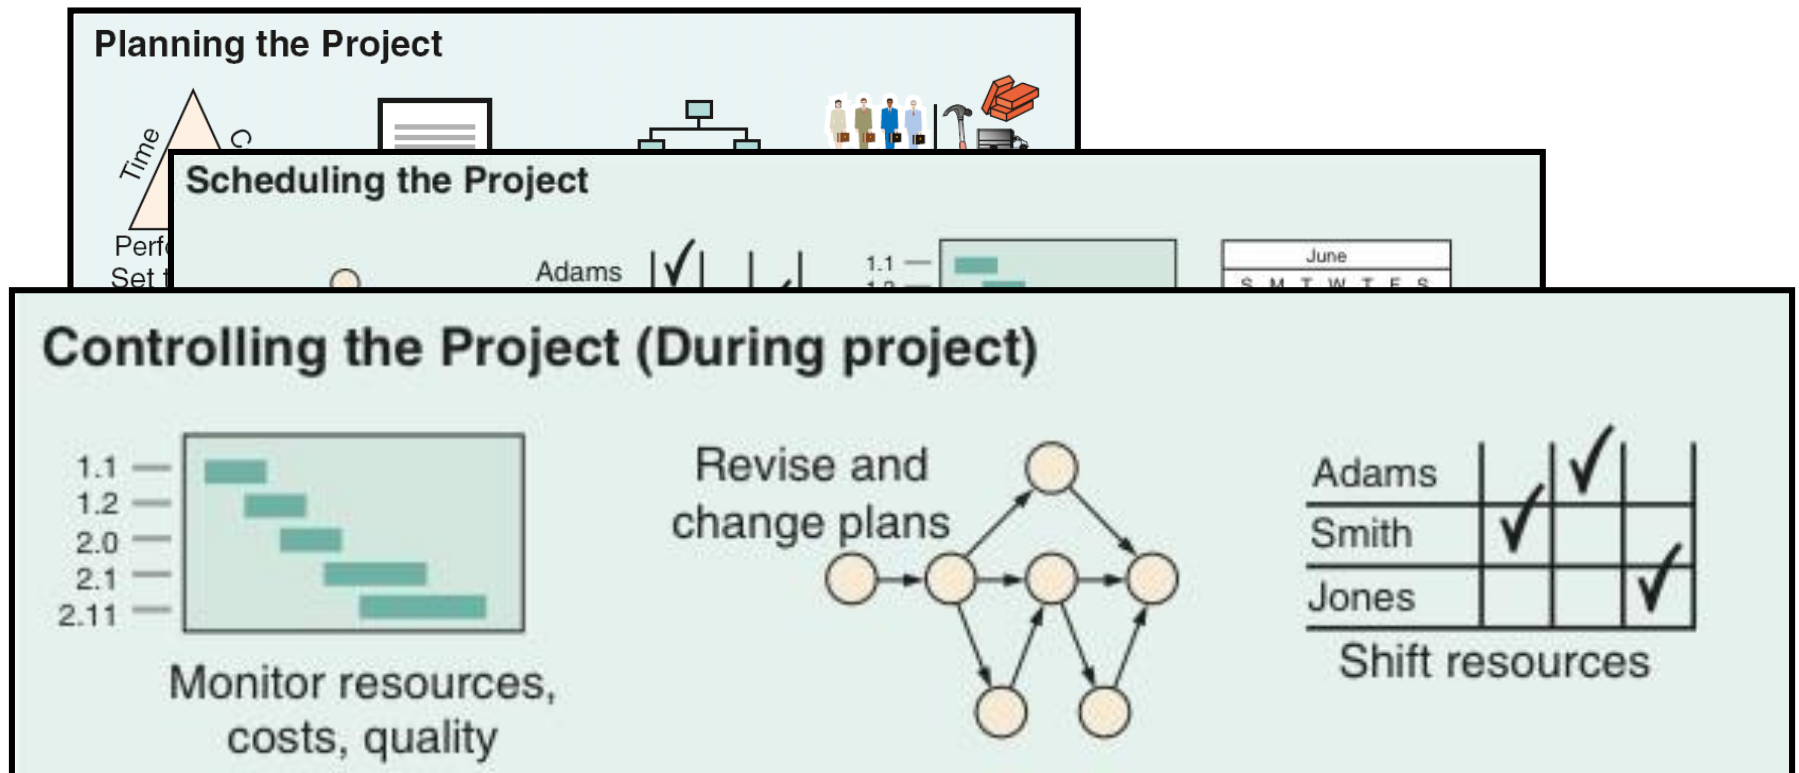 Planning the Project
Time
Scheduling the Project
Set
Adams
1.1
June
S M T W T F S
Controlling the Project (During project)
1.1
1.2
2.0
2.1
2.11
Monitor resources,
costs, quality
Revise and
change plans
Adams
Smith
Jones
Shift resources